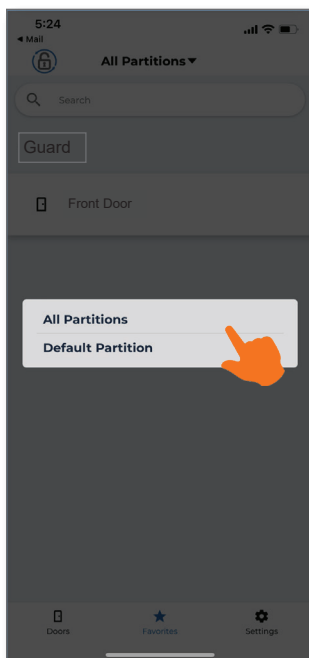 5:24
◀ Mail
All Partitions ▾
Search
Guard
Front Door
All Partitions
Default Partition
Doors
Favorites
Settings